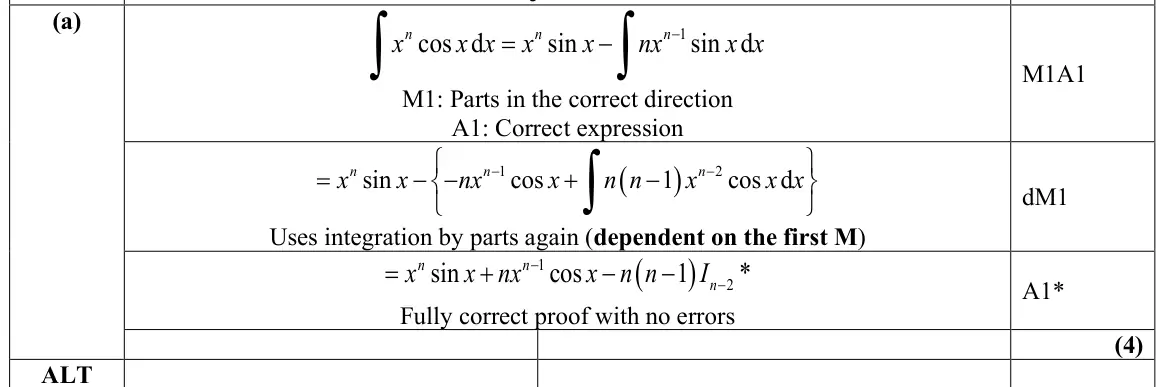 (a)
∫ xⁿ cos x dx = xⁿ sin x − ∫ nxⁿ⁻¹ sin x dx
M1: Parts in the correct direction
A1: Correct expression
M1A1
= xⁿ sin x − {−nxⁿ⁻¹ cos x + ∫ n(n−1)xⁿ⁻² cos x dx}
Uses integration by parts again (dependent on the first M)
dM1
= xⁿ sin x + nxⁿ⁻¹ cos x − n(n−1)Iₙ₋₂ *
Fully correct proof with no errors
A1*
(4)
ALT